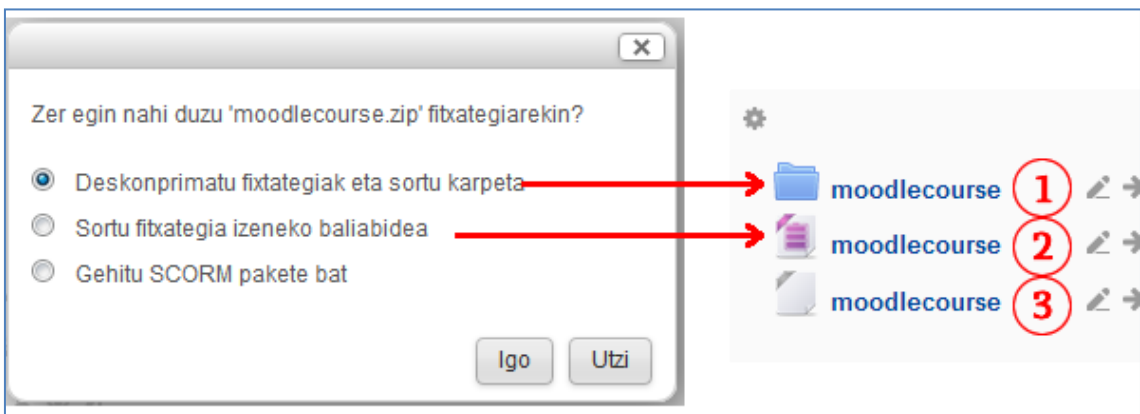 Zer egin nahi duzu 'moodlecourse.zip' fitxategiarekin?
Deskonprimatu fixtategiak eta sortu karpeta
Sortu fitxategia izeneko baliabidea
Gehitu SCORM pakete bat
Igo Utzi
moodlecourse 1
moodlecourse 2
moodlecourse 3